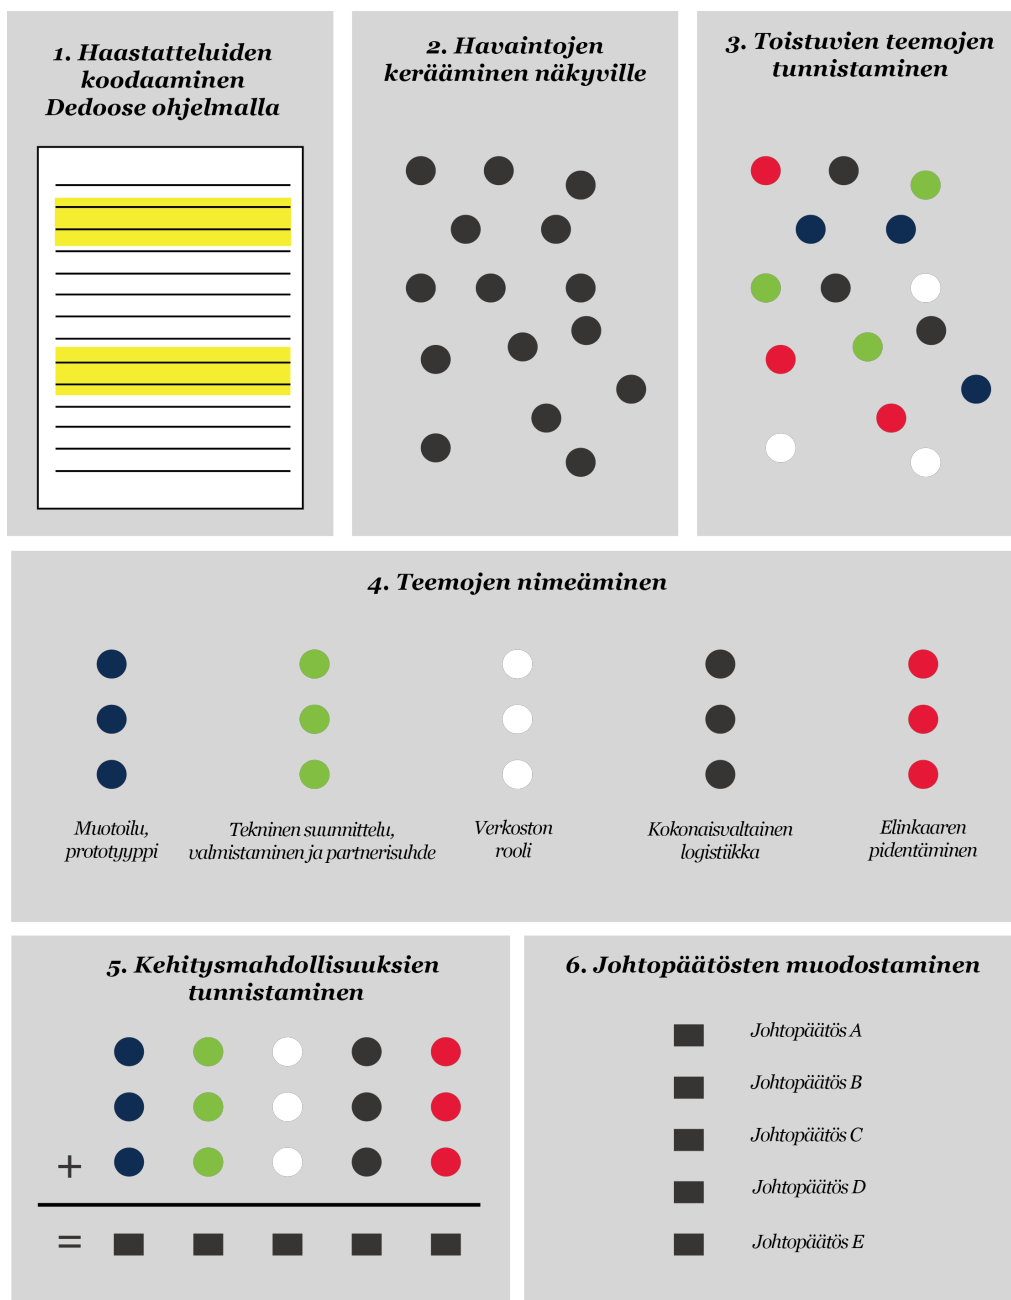 1. Haastatteluiden
koodaaminen
Dedoose ohjelmalla
2. Havaintojen
kerääminen näkyville
3. Toistuvien teemojen
tunnistaminen
4. Teemojen nimeäminen
Muotoilu,
prototyyppi
Tekninen suunnittelu,
valmistaminen ja partnerisuhde
Verkoston
rooli
Kokonaisvaltainen
logistiikka
Elinkaaren
pidentäminen
5. Kehitysmahdollisuuksien
tunnistaminen
+
=
6. Johtopäätösten muodostaminen
Johtopäätös A
Johtopäätös B
Johtopäätös C
Johtopäätös D
Johtopäätös E